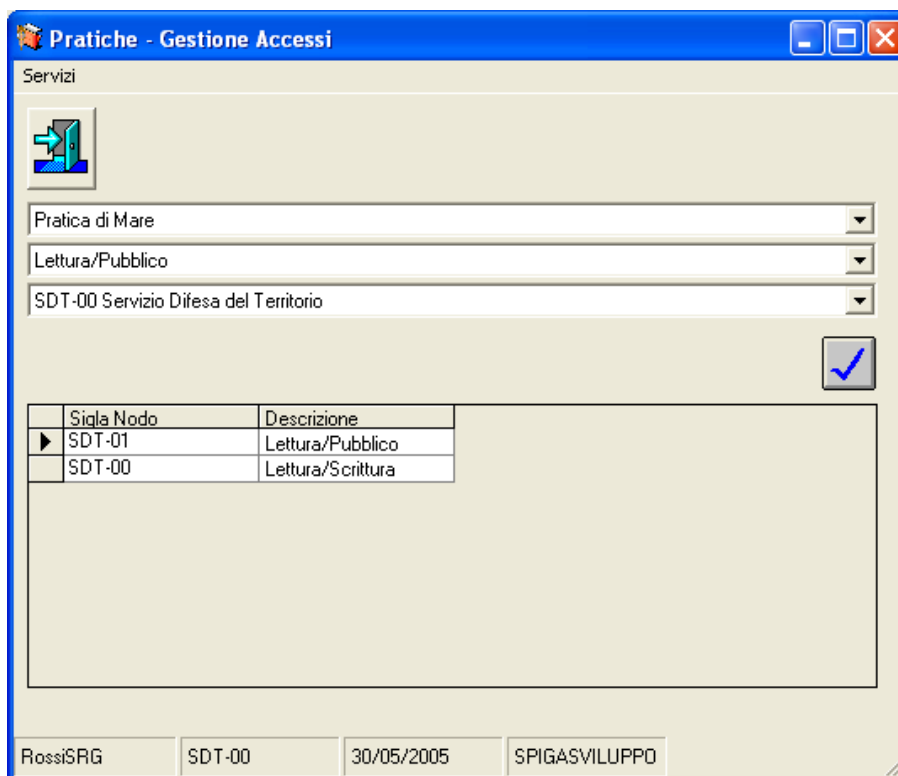 Pratiche - Gestione Accessi
Servizi
Pratica di Mare
Lettura/Pubblico
SDT-00 Servizio Difesa del Territorio
Sigla Nodo Descrizione
SDT-01 Lettura/Pubblico
SDT-00 Lettura/Scrittura
RossiSRG SDT-00 30/05/2005 SPIGASVILUPPO